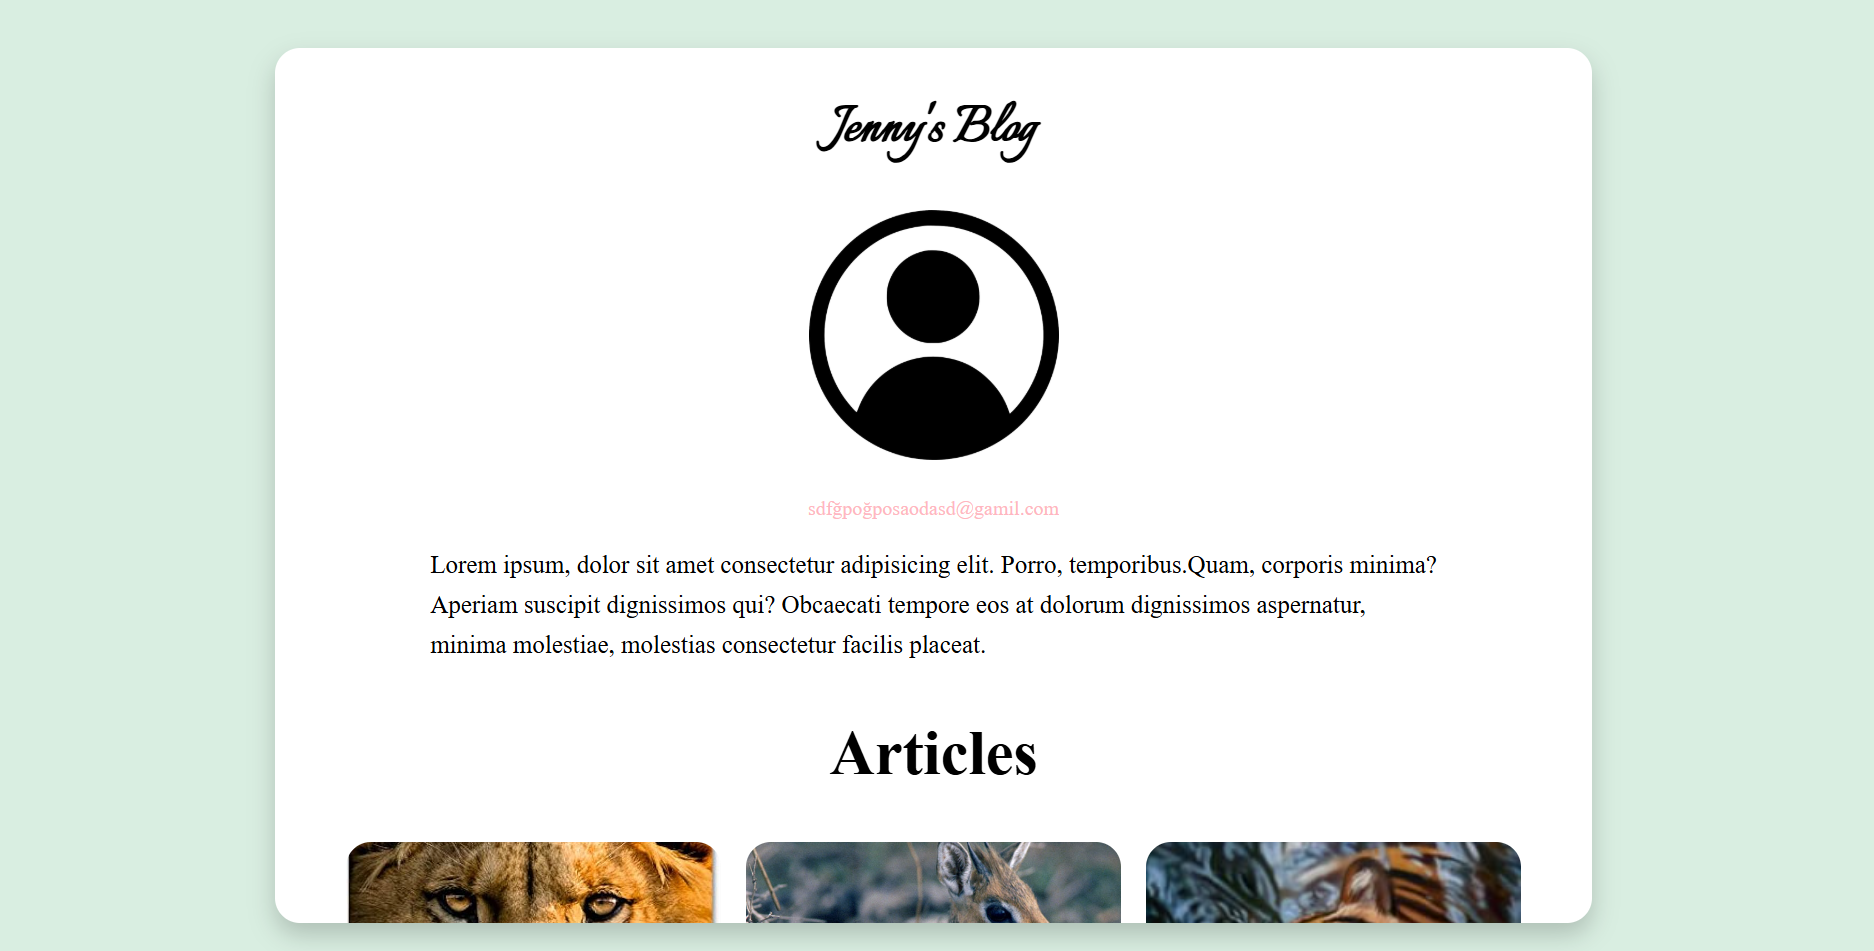 Jenny's Blog
sdfğpoğposaodasd@gamil.com
Lorem ipsum, dolor sit amet consectetur adipisicing elit. Porro, temporibus.Quam, corporis minima?
Aperiam suscipit dignissimos qui? Obcaecati tempore eos at dolorum dignissimos aspernatur,
minima molestiae, molestias consectetur facilis placeat.
Articles